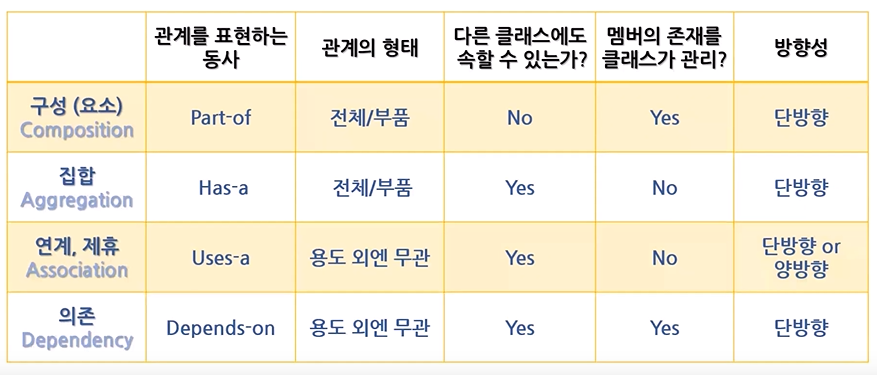 관계를 표현하는
동사
관계의 형태
다른 클래스에도
속할 수 있는가?
멤버의 존재를
클래스가 관리?
방향성
구성 (요소)
Composition
Part-of
전체/부품
No
Yes
단방향
집합
Aggregation
Has-a
전체/부품
Yes
No
단방향
연계, 제휴
Association
Uses-a
용도 외엔 무관
Yes
No
단방향 or
양방향
의존
Dependency
Depends-on
용도 외엔 무관
Yes
Yes
단방향